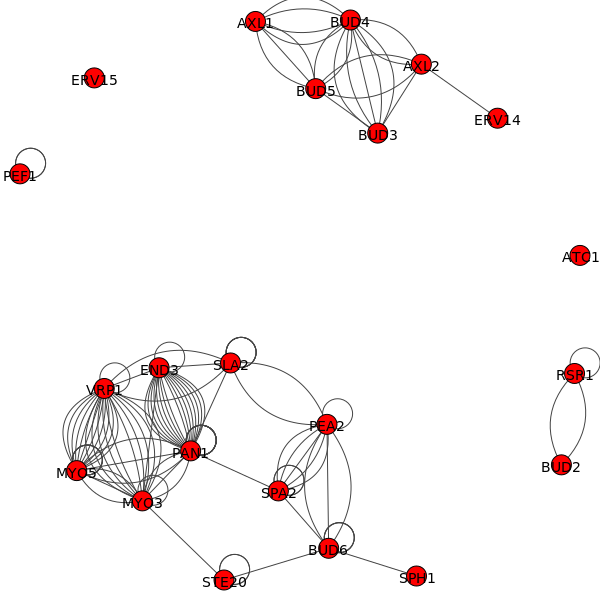 AXL1
BUD4
AXL2
ERV15
BUD5
ERV14
BUD3
PEF1
ATC1
SLA2
END3
RSR1
VRP1
PEA2
PAN1
BUD2
MYO5
SPA2
MYO3
BUD6
SPH1
STE20